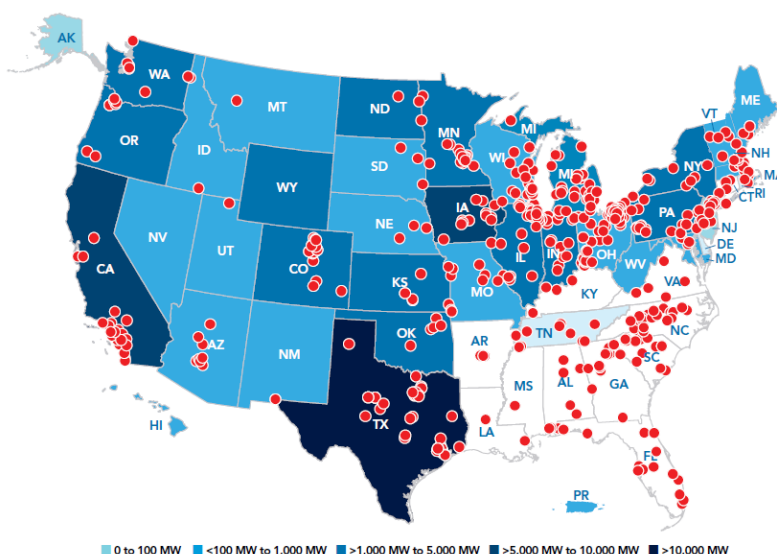 AK
WA
MT
ND
MN
MI
VT
ME
OR
ID
SD
WI
MI
NY
NH
MA
WY
RI
CT
IA
PA
NE
NJ
NV
UT
IL
IN
OH
DE
CA
CO
WV
MD
KS
MO
VA
KY
OK
TN
NC
AZ
NM
AR
SC
MS
AL
GA
HI
TX
LA
FL
PR
0 to 100 MW <100 MW to 1,000 MW >1,000 MW to 5,000 MW >5,000 MW to 10,000 MW >10,000 MW